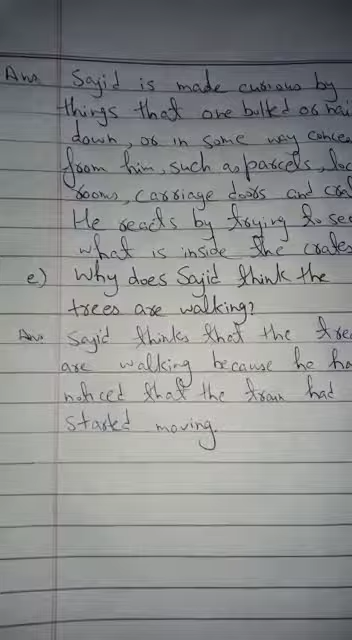 Ans Sajid is made curious by
things that are bolted or nai
down, or in some way concea
from him, such as parcels, loc
rooms, carriage doors and crat
He reacts by trying to see
what is inside the crates
e) Why does Sajid think the
trees are walking?
Ans Sajid thinks that the tree
are walking because he ha
noticed that the train had
started moving.